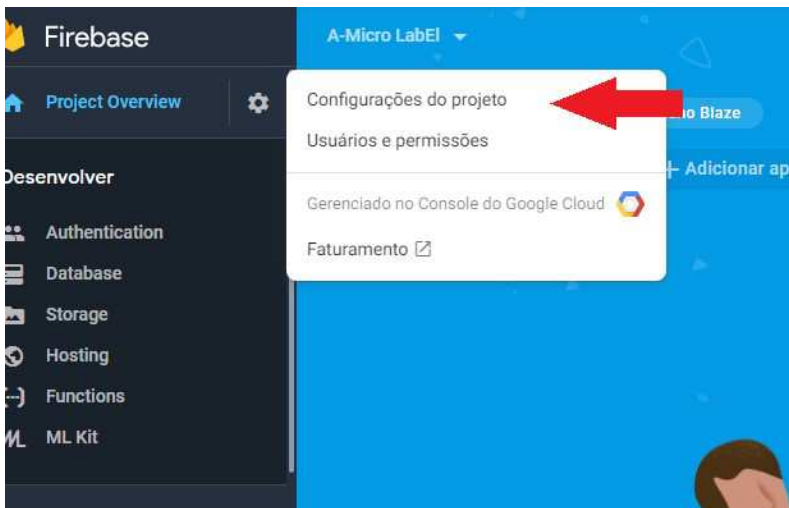 Firebase
A-Micro LabEl
Project Overview
Configurações do projeto
Usuários e permissões
Gerenciado no Console do Google Cloud
Faturamento
Blaze
+ Adicionar ap
Desenvolver
Authentication
Database
Storage
Hosting
Functions
ML Kit